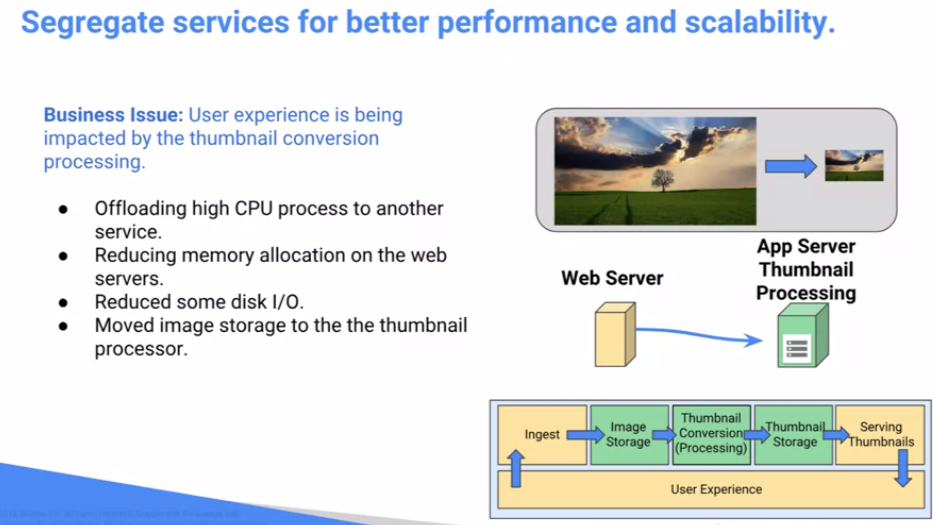 Segregate services for better performance and scalability.
Business Issue: User experience is being
impacted by the thumbnail conversion
processing.
● Offloading high CPU process to another
service.
● Reducing memory allocation on the web
servers.
● Reduced some disk I/O.
● Moved image storage to the the thumbnail
processor.
Web Server
App Server
Thumbnail
Processing
Ingest
Image
Storage
Thumbnail
Conversion
(Processing)
Thumbnail
Storage
Serving
Thumbnails
User Experience